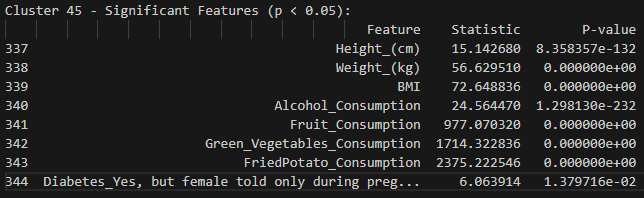 Cluster 45 - Significant Features (p < 0.05):
Feature Statistic P-value
337 Height_(cm) 15.142680 8.358357e-132
338 Weight_(kg) 56.629510 0.000000e+00
339 BMI 72.648836 0.000000e+00
340 Alcohol_Consumption 24.564470 1.298130e-232
341 Fruit_Consumption 977.070320 0.000000e+00
342 Green_Vegetables_Consumption 1714.322836 0.000000e+00
343 FriedPotato_Consumption 2375.222546 0.000000e+00
344 Diabetes_Yes, but female told only during preg... 6.063914 1.379716e-02